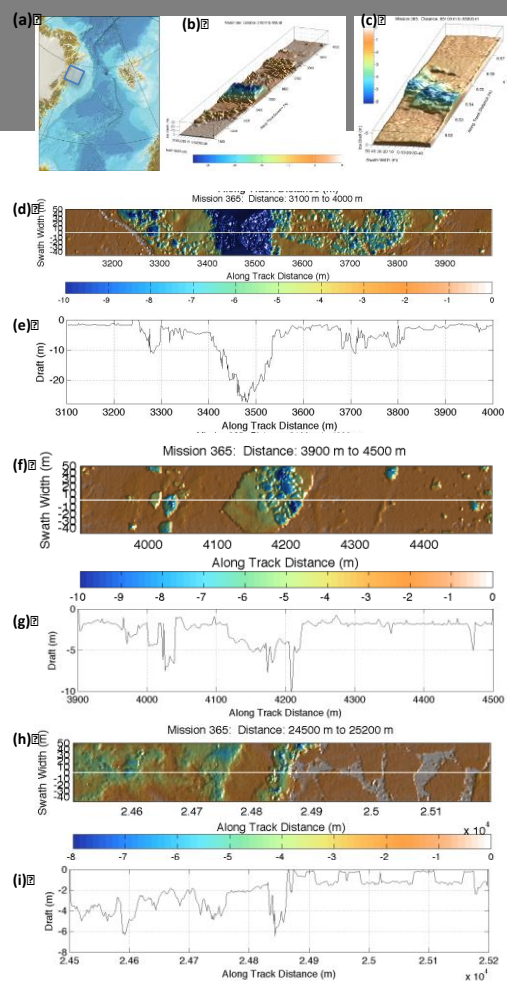 (a)
(b)
(c)
(d)
Mission 365: Distance: 3100 m to 4000 m
Swath Width (m)
50
40
30
20
10
0
-10
-20
-30
-40
3200 3300 3400 3500 3600 3700 3800 3900
Along Track Distance (m)
-10 -9 -8 -7 -6 -5 -4 -3 -2 -1 0
(e)
Draft (m)
0
-10
-20
3100 3200 3300 3400 3500 3600 3700 3800 3900 4000
Along Track Distance (m)
(f)
Mission 365: Distance: 3900 m to 4500 m
Swath Width (m)
50
40
30
20
10
0
-10
-20
-30
-40
4000 4100 4200 4300 4400
Along Track Distance (m)
-10 -9 -8 -7 -6 -5 -4 -3 -2 -1 0
(g)
Draft (m)
0
-5
-10
3900 4000 4100 4200 4300 4400 4500
Along Track Distance (m)
(h)
Mission 365: Distance: 24500 m to 25200 m
Swath Width (m)
50
40
30
20
10
0
-10
-20
-30
-40
2.46 2.47 2.48 2.49 2.5 2.51
Along Track Distance (m)
x 10⁴
-8 -7 -6 -5 -4 -3 -2 -1 0
(i)
Draft (m)
0
-2
-4
-6
-8
2.45 2.46 2.47 2.48 2.49 2.5 2.51 2.52
Along Track Distance (m)
x 10⁴